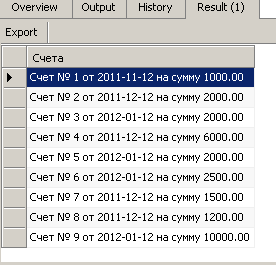 Overview Output History Result (1)
Export
Счета
Счет № 1 от 2011-11-12 на сумму 1000.00
Счет № 2 от 2011-12-12 на сумму 2000.00
Счет № 3 от 2012-01-12 на сумму 2000.00
Счет № 4 от 2011-12-12 на сумму 6000.00
Счет № 5 от 2012-01-12 на сумму 2000.00
Счет № 6 от 2012-01-12 на сумму 2500.00
Счет № 7 от 2011-12-12 на сумму 1500.00
Счет № 8 от 2011-12-12 на сумму 1200.00
Счет № 9 от 2012-01-12 на сумму 10000.00